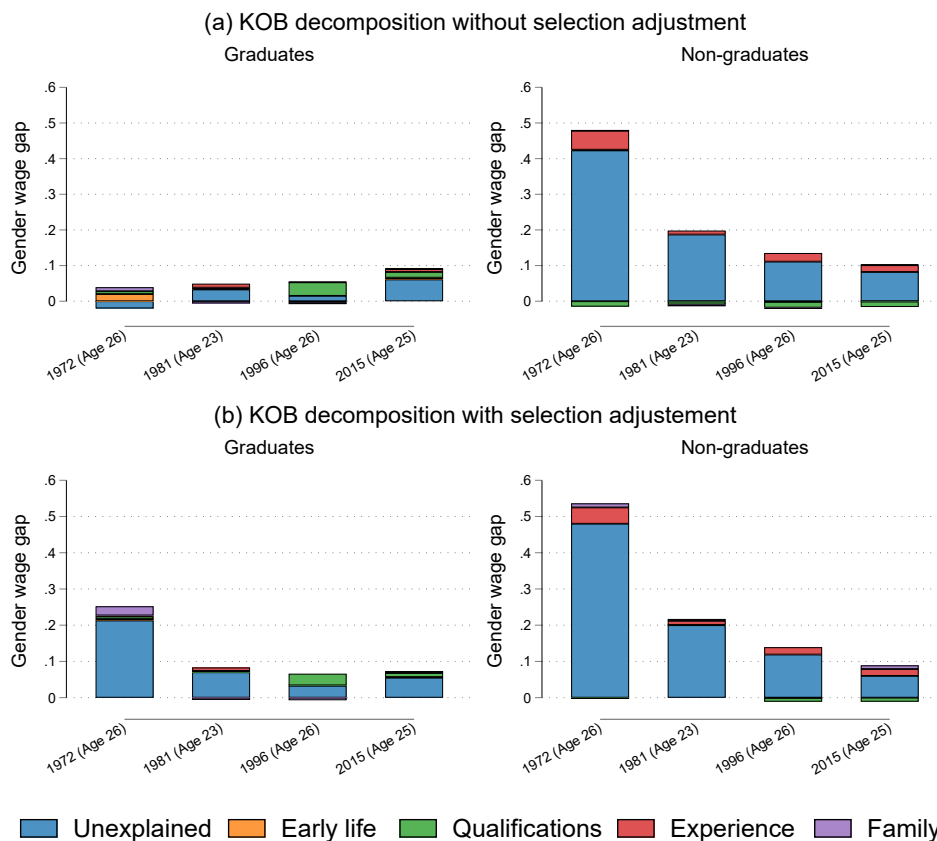 (a) KOB decomposition without selection adjustment
Graduates
Non-graduates
Gender wage gap
.6
.5
.4
.3
.2
.1
0
1972 (Age 26)
1981 (Age 23)
1996 (Age 26)
2015 (Age 25)
Gender wage gap
.6
.5
.4
.3
.2
.1
0
1972 (Age 26)
1981 (Age 23)
1996 (Age 26)
2015 (Age 25)
(b) KOB decomposition with selection adjustement
Graduates
Non-graduates
Gender wage gap
.6
.5
.4
.3
.2
.1
0
1972 (Age 26)
1981 (Age 23)
1996 (Age 26)
2015 (Age 25)
Gender wage gap
.6
.5
.4
.3
.2
.1
0
1972 (Age 26)
1981 (Age 23)
1996 (Age 26)
2015 (Age 25)
Unexplained Early life Qualifications Experience Family